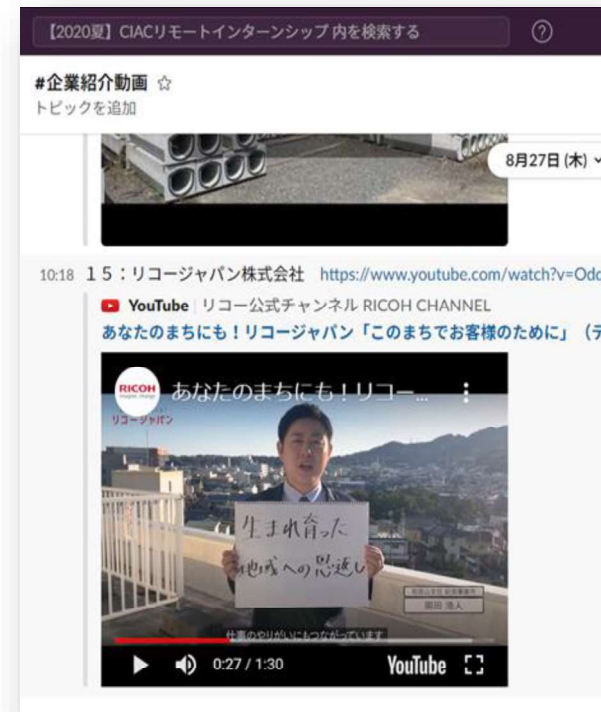 【2020夏】CIACリモートインターンシップ 内を検索する
#企業紹介動画
トピックを追加
8月27日 (木)
10:18 １５：リコージャパン株式会社 https://www.youtube.com/watch?v=Odc
YouTube リコー公式チャンネル RICOH CHANNEL
あなたのまちにも！リコージャパン「このまちでお客様のために」（テ
RICOH
あなたのまちにも！リコー...
リコージャパン
生まれ育った
地域への恩返し
仕事のやりがいにもつながっています
0:27 / 1:30
YouTube